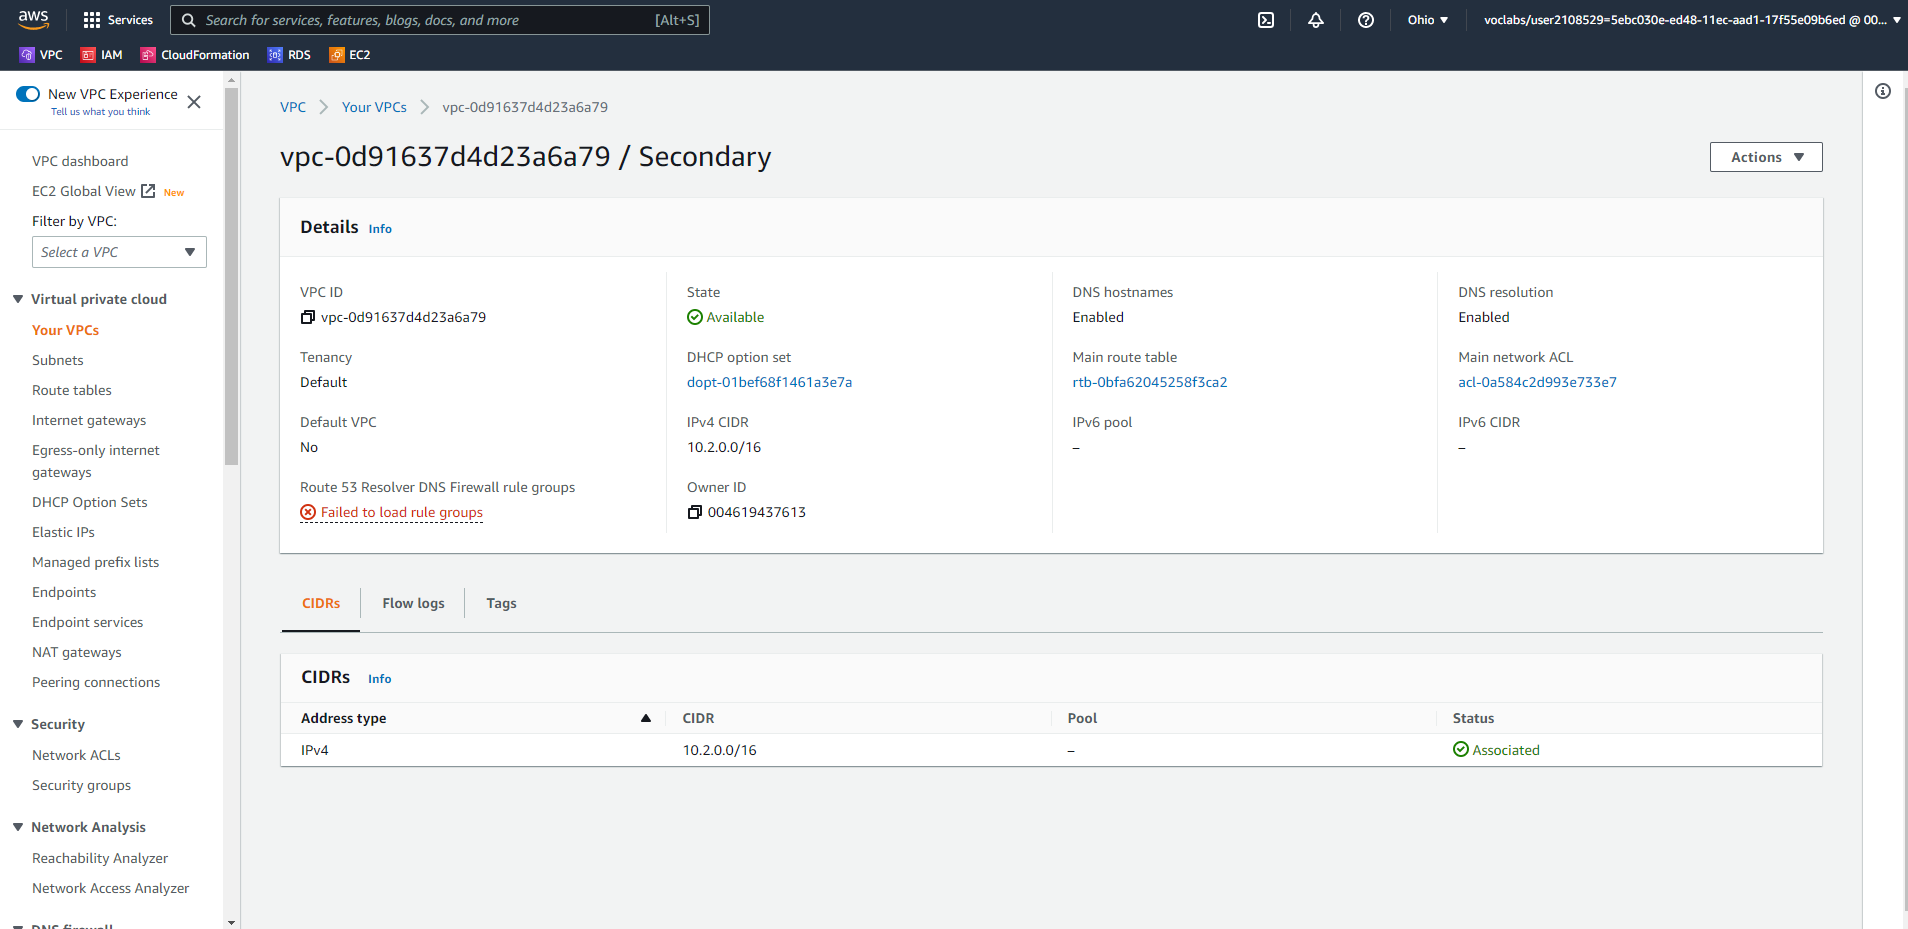 aws
Services
Search for services, features, blogs, docs, and more
[Alt+S]
Ohio
voclabs/user2108529=5ebc030e-ed48-11ec-aad1-17f55e09b6ed @ 00...
VPC
IAM
CloudFormation
RDS
EC2
New VPC Experience
Tell us what you think
VPC dashboard
EC2 Global View New
Filter by VPC:
Select a VPC
Virtual private cloud
Your VPCs
Subnets
Route tables
Internet gateways
Egress-only internet
gateways
DHCP Option Sets
Elastic IPs
Managed prefix lists
Endpoints
Endpoint services
NAT gateways
Peering connections
Security
Network ACLs
Security groups
Network Analysis
Reachability Analyzer
Network Access Analyzer
DNS firewall
VPC
Your VPCs
vpc-0d91637d4d23a6a79
vpc-0d91637d4d23a6a79 / Secondary
Actions
Details Info
VPC ID
vpc-0d91637d4d23a6a79
State
Available
DNS hostnames
Enabled
DNS resolution
Enabled
Tenancy
Default
DHCP option set
dopt-01bef68f1461a3e7a
Main route table
rtb-0bfa62045258f3ca2
Main network ACL
acl-0a584c2d993e733e7
Default VPC
No
IPv4 CIDR
10.2.0.0/16
IPv6 pool
–
IPv6 CIDR
–
Route 53 Resolver DNS Firewall rule groups
Failed to load rule groups
Owner ID
004619437613
CIDRs
Flow logs
Tags
CIDRs Info
Address type
CIDR
Pool
Status
IPv4
10.2.0.0/16
–
Associated